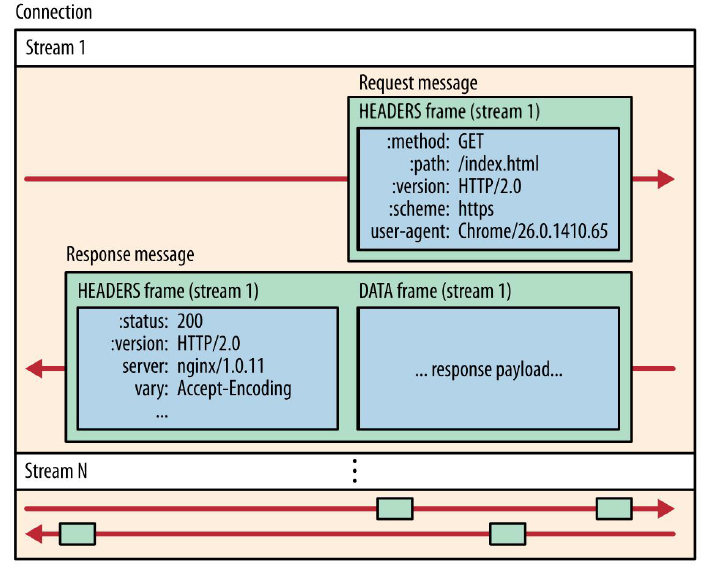 Connection
Stream 1
Request message
HEADERS frame (stream 1)
:method: GET
:path: /index.html
:version: HTTP/2.0
:scheme: https
user-agent: Chrome/26.0.1410.65
Response message
HEADERS frame (stream 1)
:status: 200
:version: HTTP/2.0
server: nginx/1.0.11
vary: Accept-Encoding
...
DATA frame (stream 1)
... response payload...
Stream N